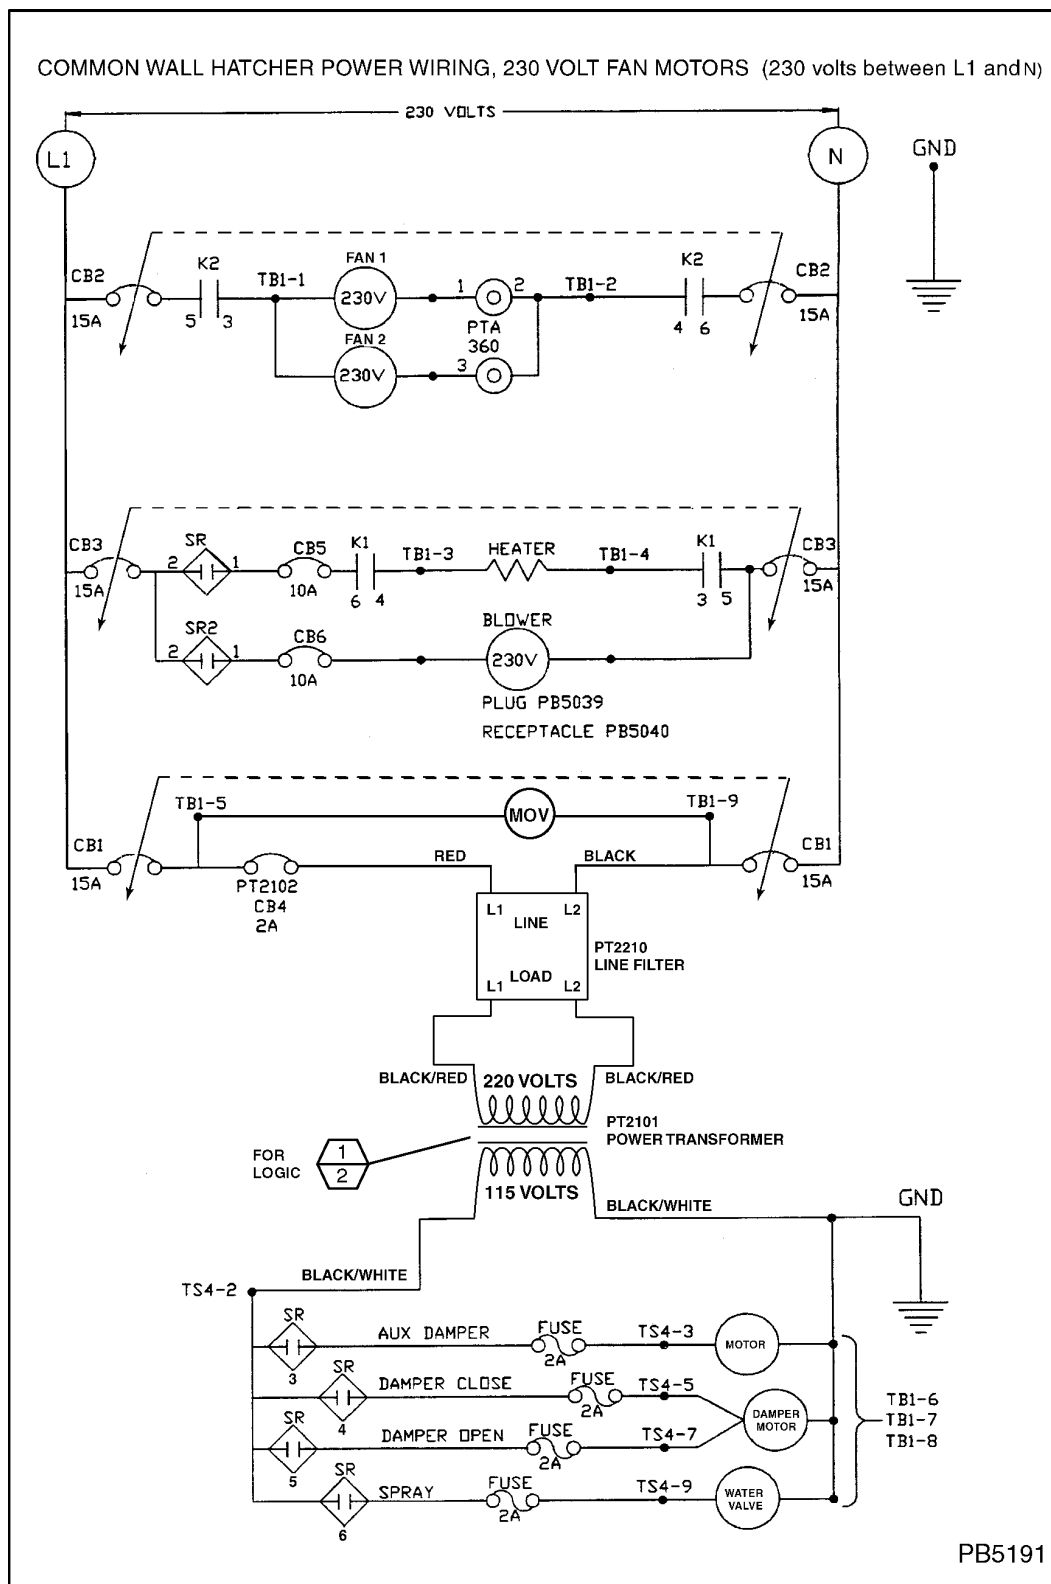 COMMON WALL HATCHER POWER WIRING, 230 VOLT FAN MOTORS (230 volts between L1 and N)
230 VOLTS
L1
N
GND
CB2
15A
K2
5 3
TB1-1
FAN 1
230V
1
2
PTA
360
TB1-2
K2
4 6
CB2
15A
FAN 2
230V
3
CB3
15A
SR
2 1
CB5
10A
K1
6 4
TB1-3
HEATER
TB1-4
K1
3 5
CB3
15A
SR2
2 1
CB6
10A
BLOWER
230V
PLUG PB5039
RECEPTACLE PB5040
TB1-5
MOV
TB1-9
CB1
15A
PT2102
CB4
2A
RED
BLACK
CB1
15A
L1 L2
LINE
LOAD
L1 L2
PT2210
LINE FILTER
BLACK/RED
220 VOLTS
BLACK/RED
PT2101
POWER TRANSFORMER
FOR
LOGIC
1
2
115 VOLTS
BLACK/WHITE
GND
BLACK/WHITE
TS4-2
SR
3
AUX DAMPER
FUSE
2A
TS4-3
MOTOR
SR
4
DAMPER CLOSE
FUSE
2A
TS4-5
DAMPER
MOTOR
SR
5
DAMPER OPEN
FUSE
2A
TS4-7
SR
6
SPRAY
FUSE
2A
TS4-9
WATER
VALVE
TB1-6
TB1-7
TB1-8
PB5191